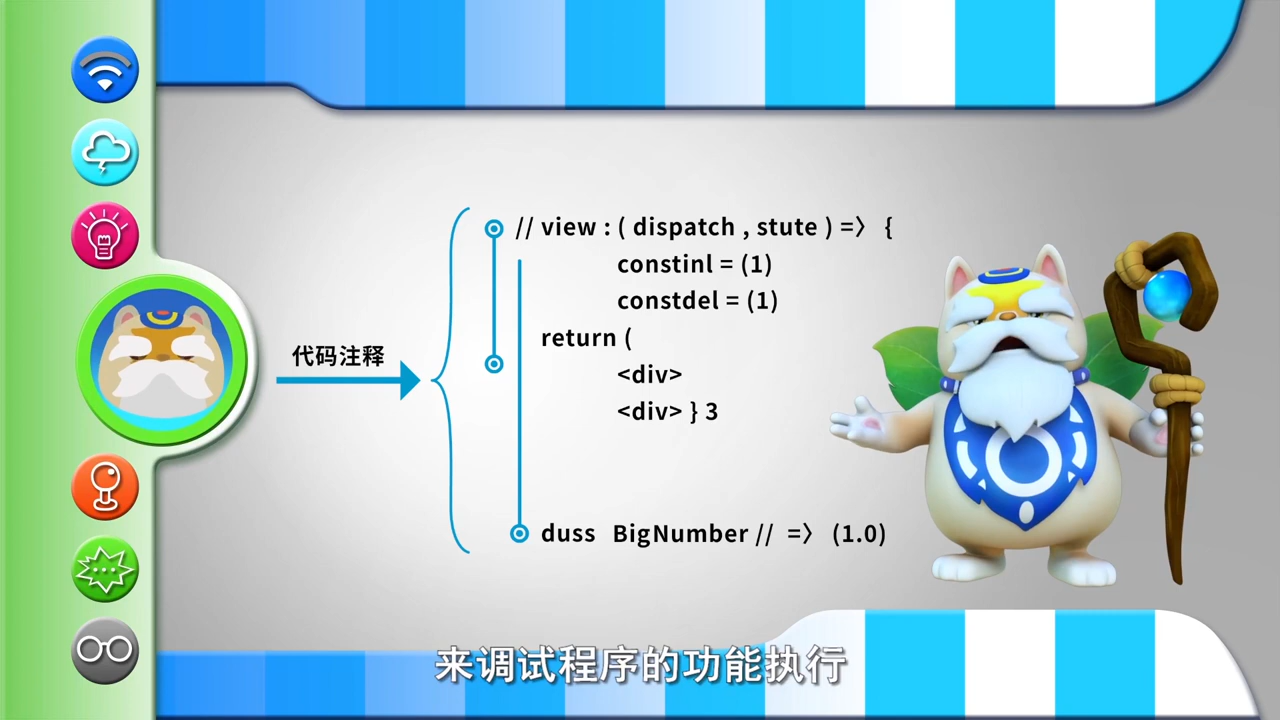 代码注释
// view : ( dispatch , stute ) =〉 {
constinl = (1)
constdel = (1)
return (
<div>
<div> } 3
duss BigNumber // =〉 (1.0)
来调试程序的功能执行